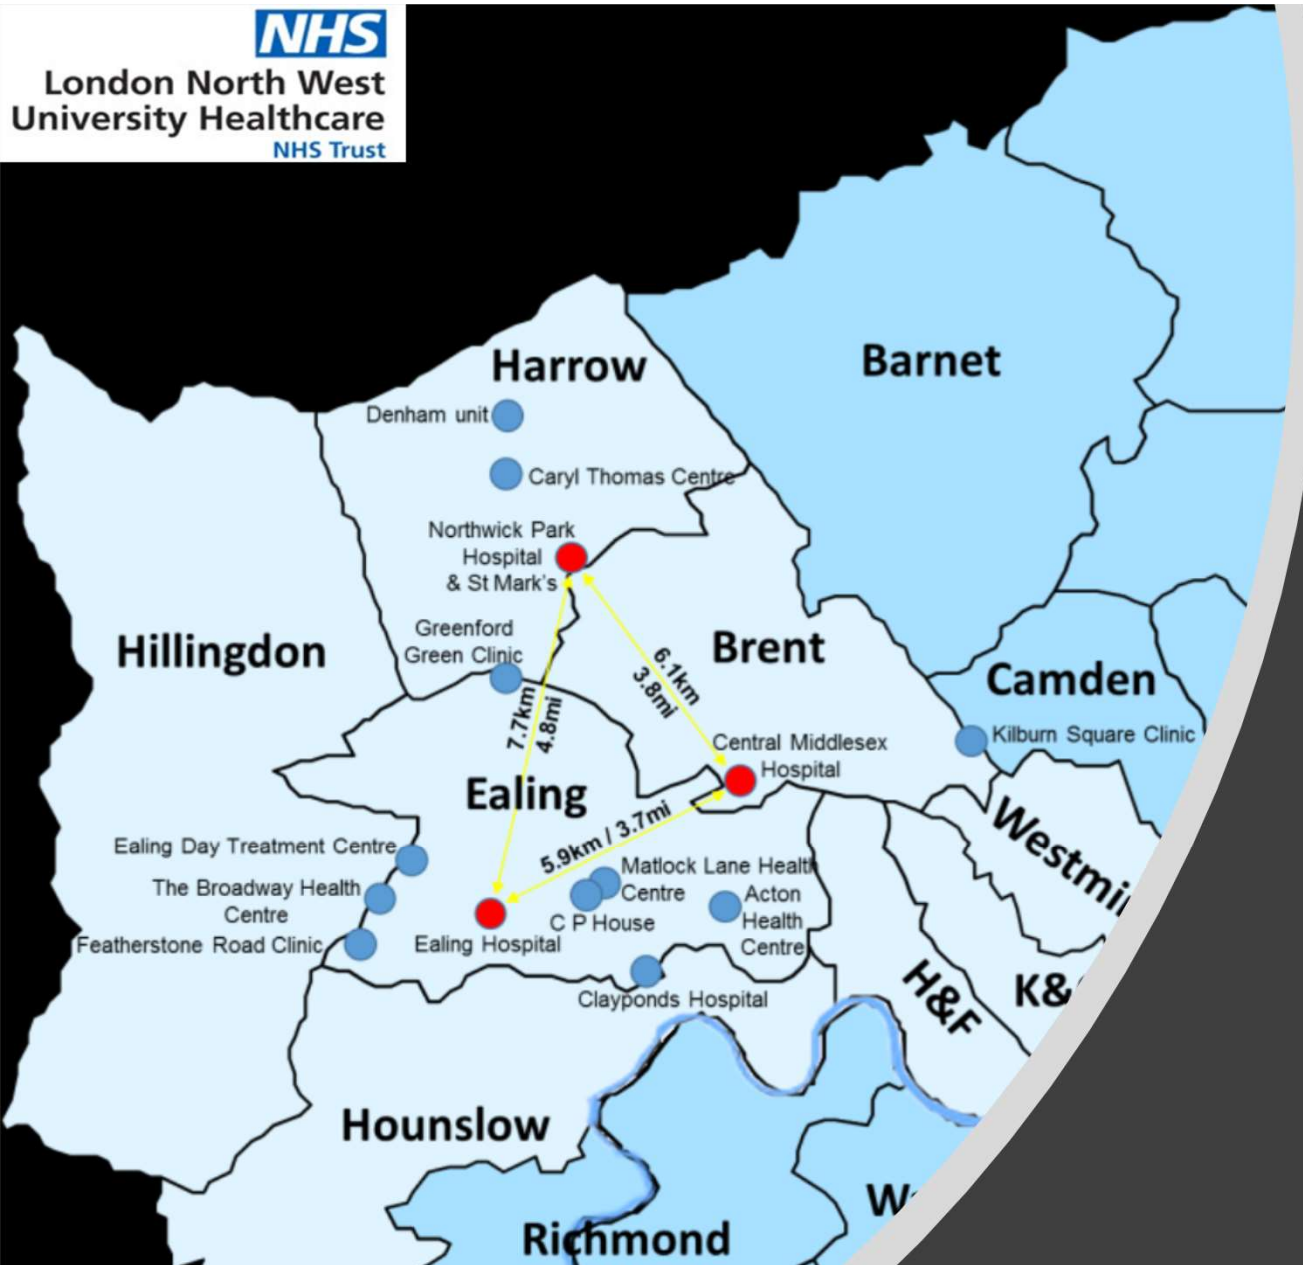 NHS
London North West
University Healthcare
NHS Trust
Harrow
Barnet
Denham unit
Caryl Thomas Centre
Northwick Park
Hospital
& St Mark's
Greenford
Green Clinic
Hillingdon
Brent
6.1km
3.8mi
Camden
7.7km
4.8mi
Kilburn Square Clinic
Central Middlesex
Hospital
Ealing
5.9km / 3.7mi
Ealing Day Treatment Centre
The Broadway Health
Centre
Featherstone Road Clinic
Matlock Lane Health
Centre
C P House
Acton
Health
Centre
Ealing Hospital
Clayponds Hospital
H&F
K&
Hounslow
Richmond